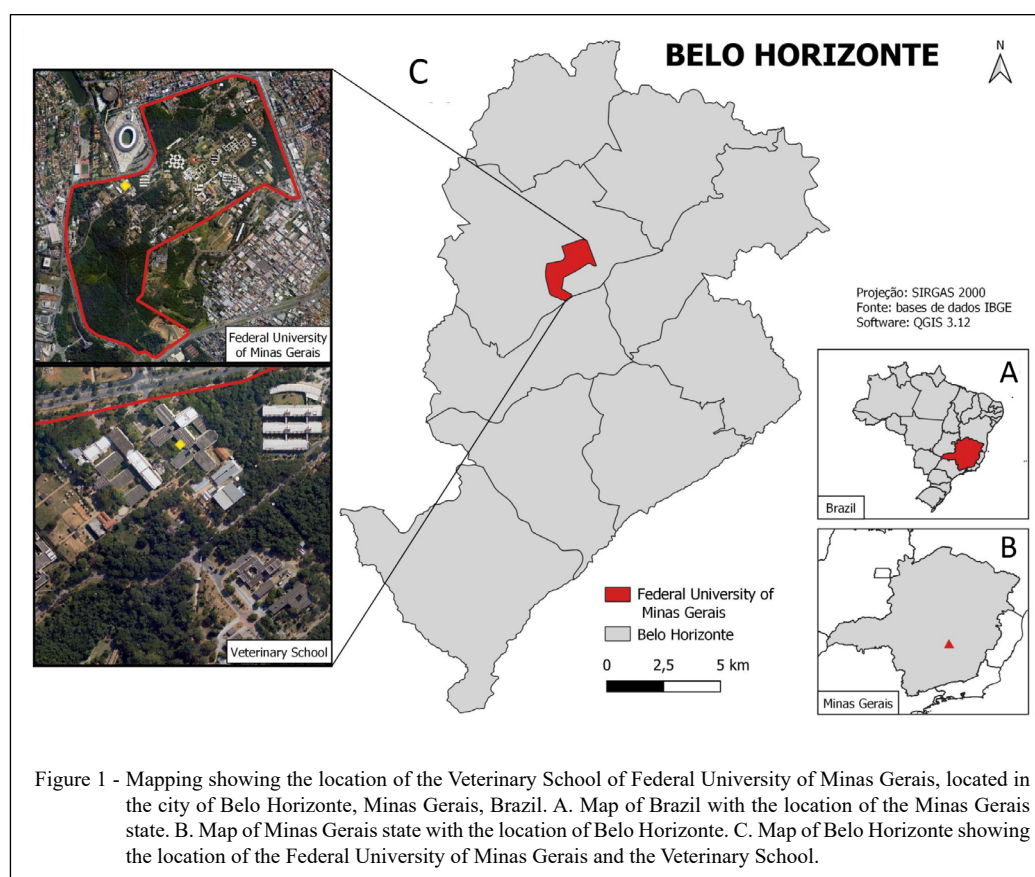 BELO HORIZONTE
N
C
Federal University
of Minas Gerais
Veterinary School
Projeção: SIRGAS 2000
Fonte: bases de dados IBGE
Software: QGIS 3.12
A
Brazil
B
Minas Gerais
Federal University of
Minas Gerais
Belo Horizonte
0 2,5 5 km
Figure 1 - Mapping showing the location of the Veterinary School of Federal University of Minas Gerais, located in
the city of Belo Horizonte, Minas Gerais, Brazil. A. Map of Brazil with the location of the Minas Gerais
state. B. Map of Minas Gerais state with the location of Belo Horizonte. C. Map of Belo Horizonte showing
the location of the Federal University of Minas Gerais and the Veterinary School.